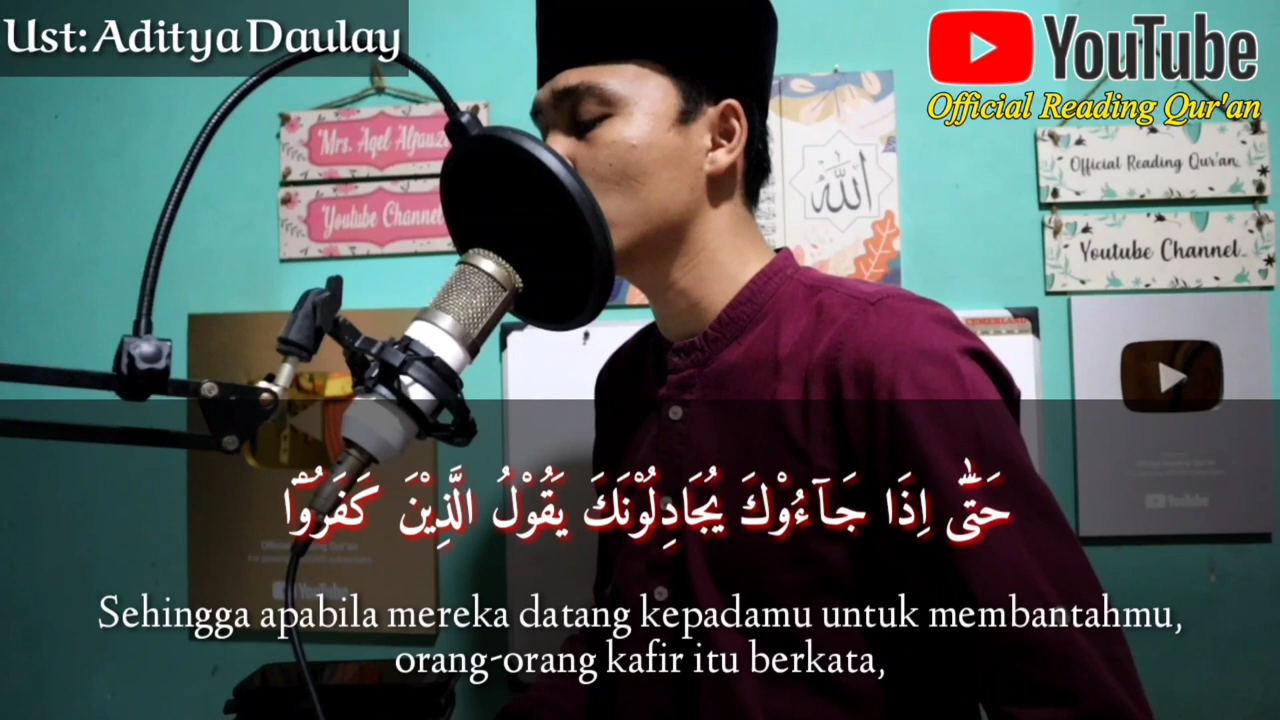 Ust: Aditya Daulay
YouTube
Official Reading Qur'an
Mrs. Aqel
Youtube Channel
الله
Official Reading Qur'an
Youtube Channel
حَتّٰٓى اِذَا جَاۤءُوْكَ يُجَادِلُوْنَكَ يَقُوْلُ الَّذِيْنَ كَفَرُوْٓا
Sehingga apabila mereka datang kepadamu untuk membantahmu,
orang-orang kafir itu berkata,